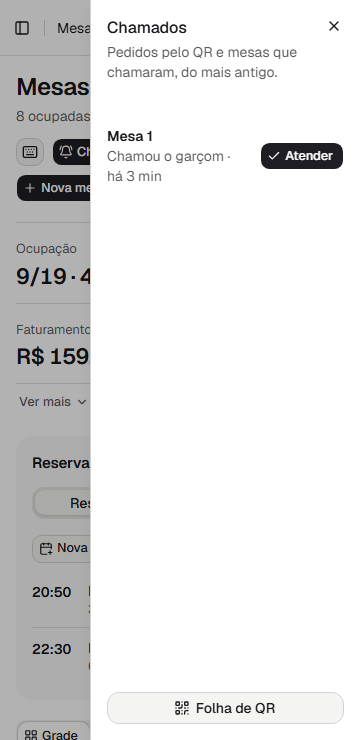 Mesa
Mesas
8 ocupadas
Nova me
Ocupação
9/19 · 4
Faturamento
R$ 159
Ver mais
Reserva
Res
Nova
20:50
22:30
Grade
Chamados
Pedidos pelo QR e mesas que
chamaram, do mais antigo.
Mesa 1
Chamou o garçom ·
há 3 min
Atender
Folha de QR